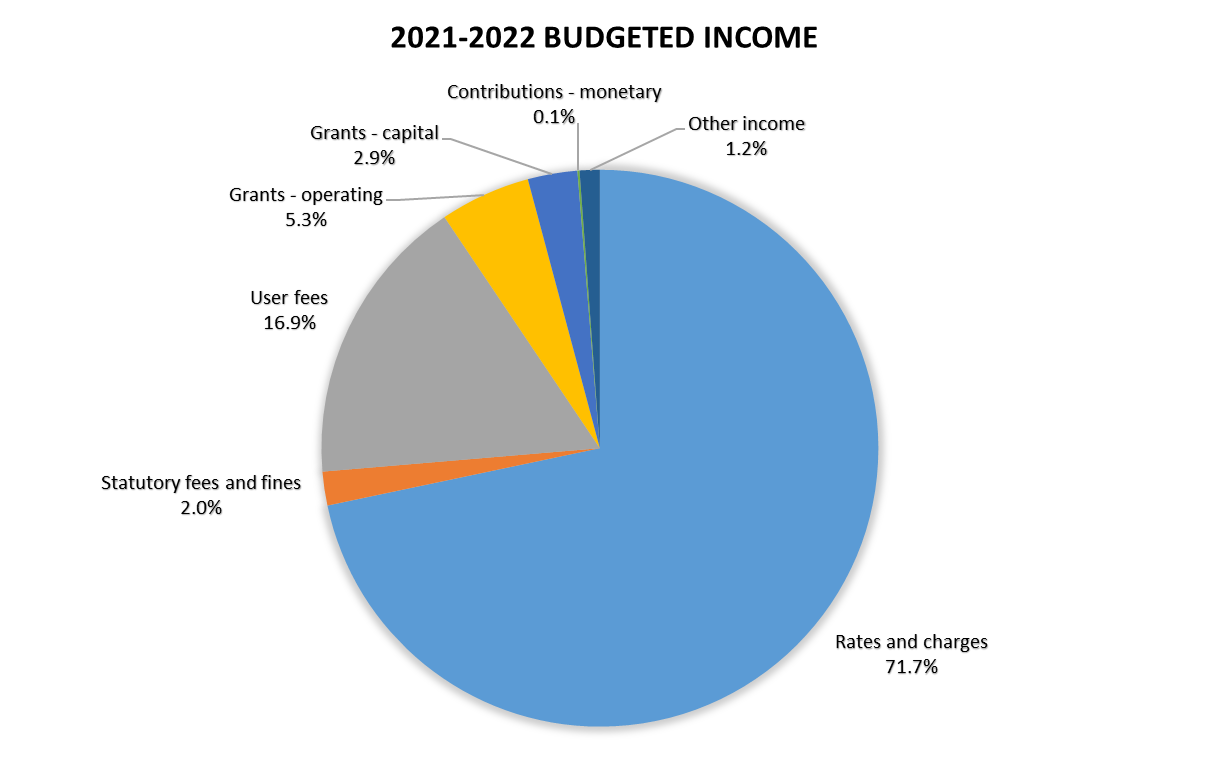 2021-2022 BUDGETED INCOME
Contributions - monetary
0.1%
Other income
1.2%
Grants - capital
2.9%
Grants - operating
5.3%
User fees
16.9%
Statutory fees and fines
2.0%
Rates and charges
71.7%